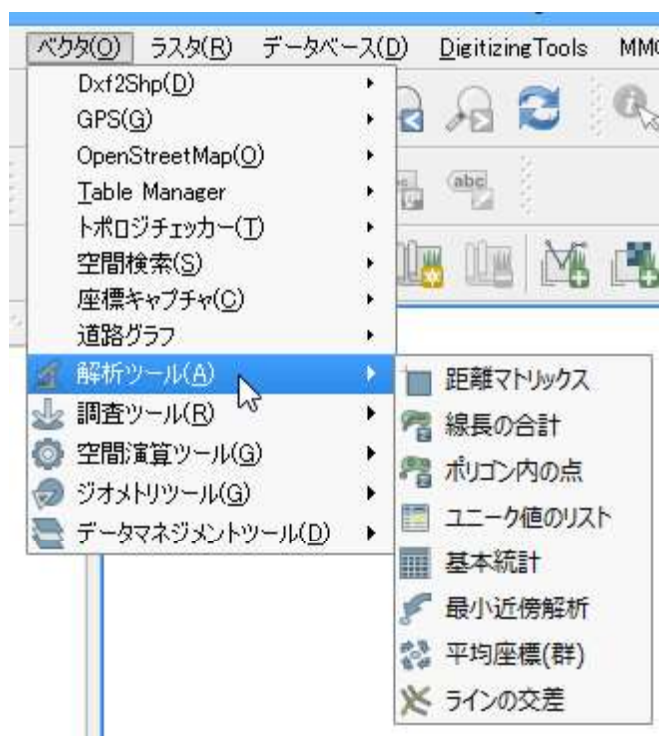 ベクタ(O) ラスタ(R) データベース(D) DigitizingTools
Dxf2Shp(D)
GPS(G)
OpenStreetMap(O)
Table Manager
トポロジチェッカー(T)
空間検索(S)
座標キャプチャ(C)
道路グラフ
解析ツール(A)
調査ツール(R)
空間演算ツール(G)
ジオメトリツール(G)
データマネジメントツール(D)
abc
距離マトリックス
線長の合計
ポリゴン内の点
ユニーク値のリスト
基本統計
最小近傍解析
平均座標(群)
ラインの交差